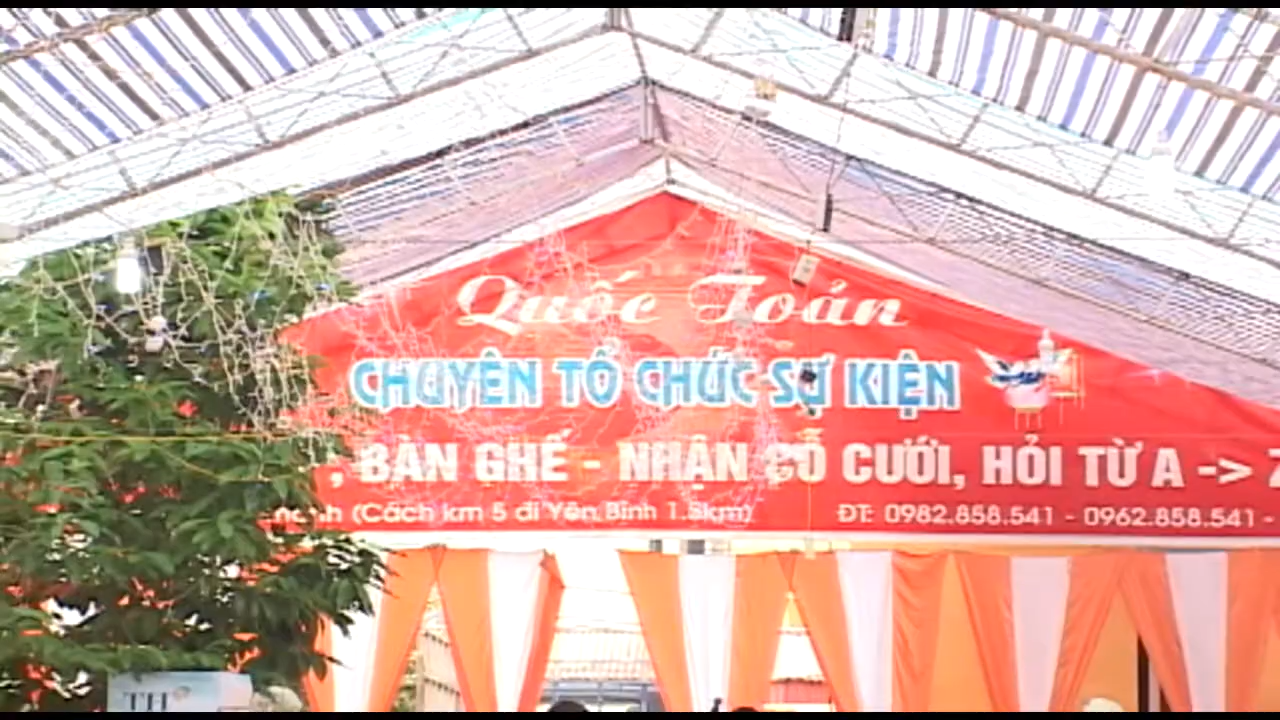 Quốc Toản
CHUYÊN TỔ CHỨC SỰ KIỆN
, BÀN GHẾ - NHẬN CỖ CƯỚI, HỎI TỪ A ->
(Cách km 5 đi Yên Bình 1.5km)
ĐT: 0982.858.541 - 0962.858.541 -
TH